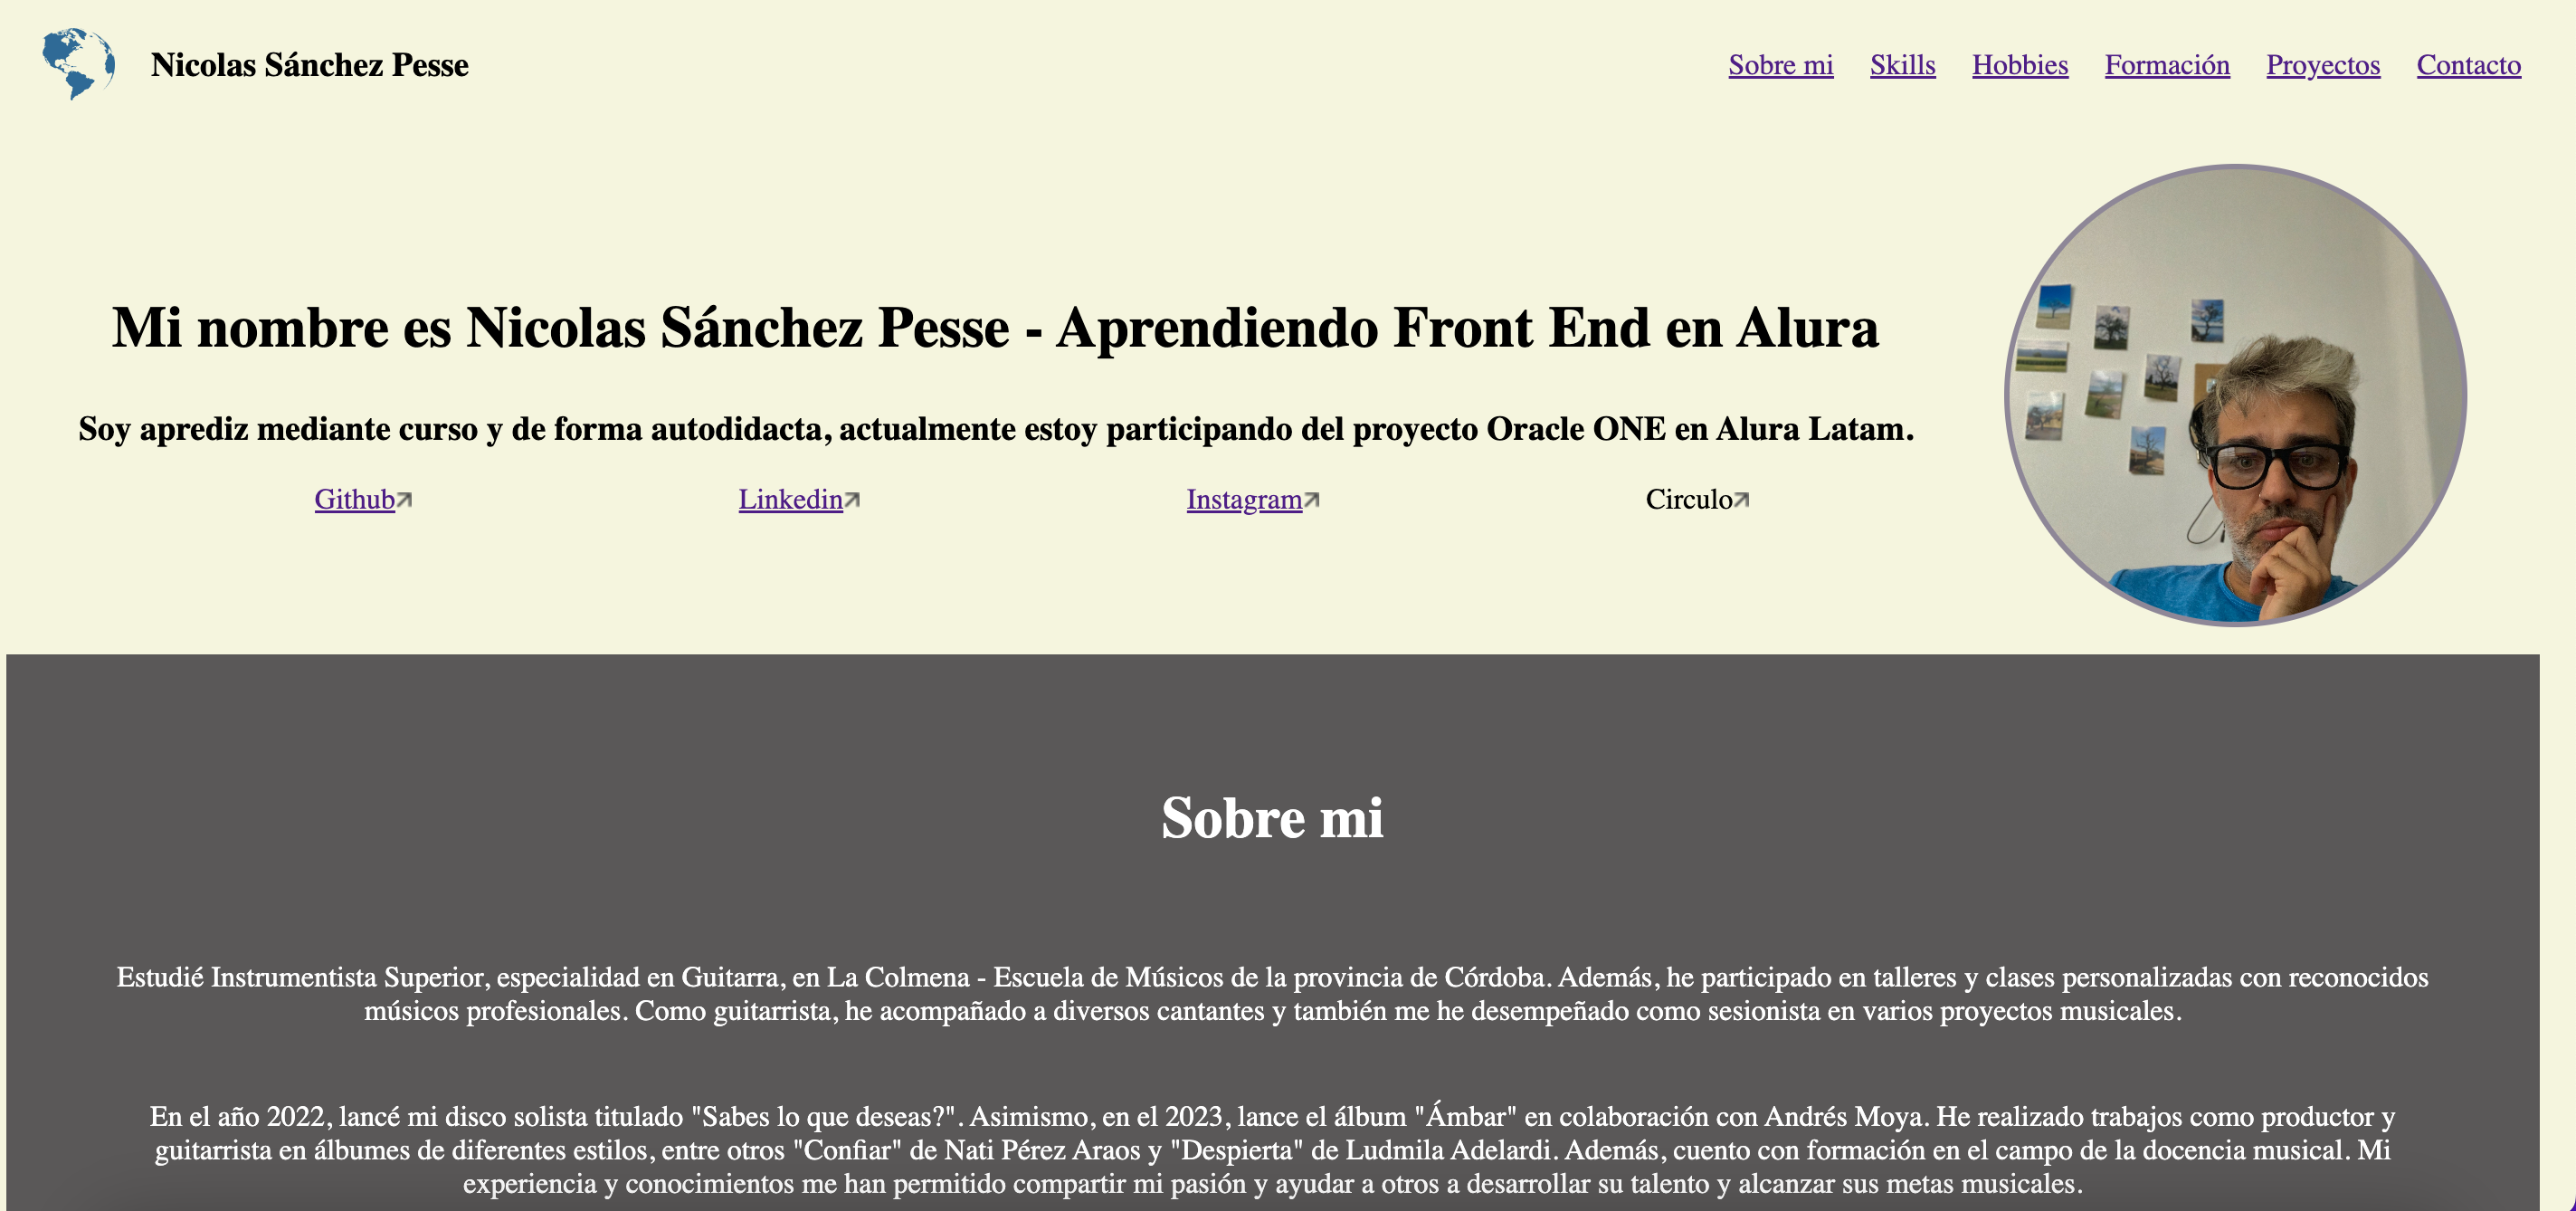 Nicolas Sánchez Pesse
Sobre mi Skills Hobbies Formación Proyectos Contacto
Mi nombre es Nicolas Sánchez Pesse - Aprendiendo Front End en Alura
Soy aprediz mediante curso y de forma autodidacta, actualmente estoy participando del proyecto Oracle ONE en Alura Latam.
Github Linkedin Instagram Circulo
Sobre mi
Estudié Instrumentista Superior, especialidad en Guitarra, en La Colmena - Escuela de Músicos de la provincia de Córdoba. Además, he participado en talleres y clases personalizadas con reconocidos
músicos profesionales. Como guitarrista, he acompañado a diversos cantantes y también me he desempeñado como sesionista en varios proyectos musicales.
En el año 2022, lancé mi disco solista titulado "Sabes lo que deseas?". Asimismo, en el 2023, lance el álbum "Ámbar" en colaboración con Andrés Moya. He realizado trabajos como productor y
guitarrista en álbumes de diferentes estilos, entre otros "Confiar" de Nati Pérez Araos y "Despierta" de Ludmila Adelardi. Además, cuento con formación en el campo de la docencia musical. Mi
experiencia y conocimientos me han permitido compartir mi pasión y ayudar a otros a desarrollar su talento y alcanzar sus metas musicales.